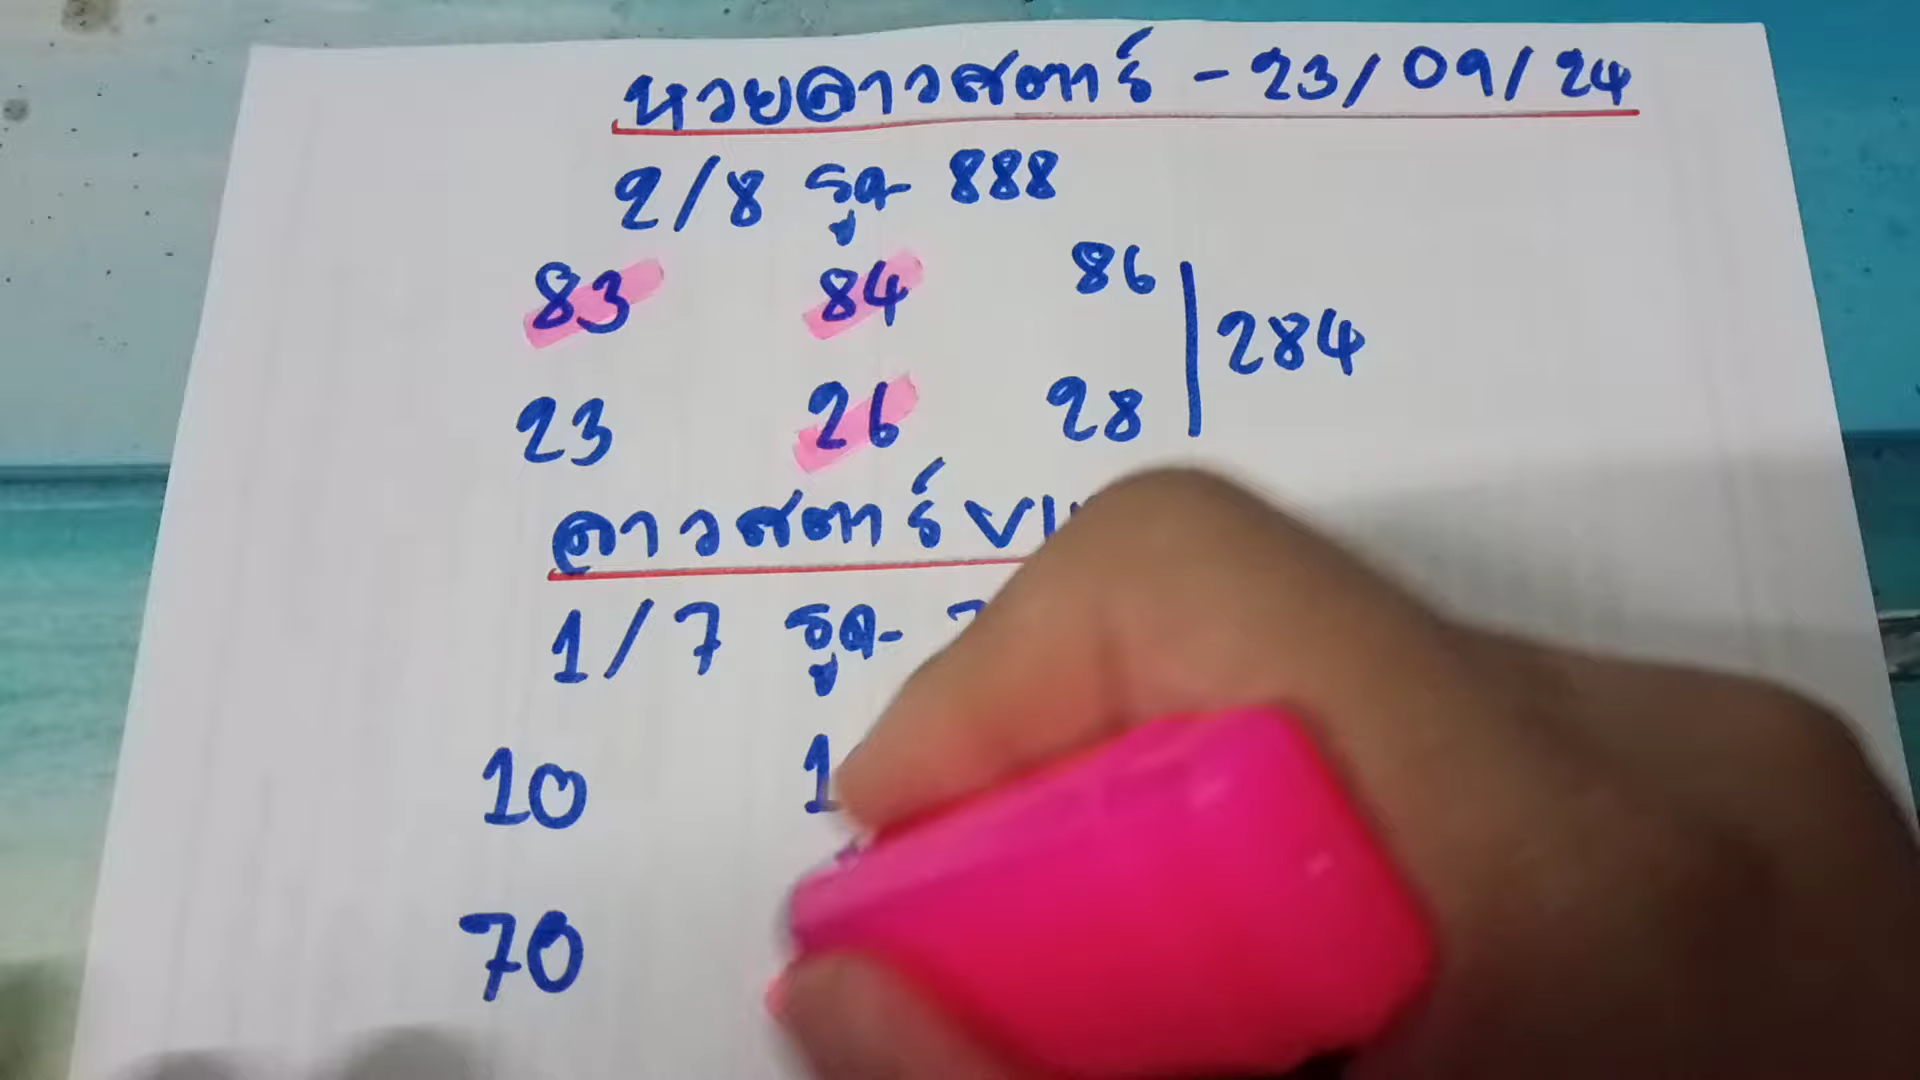 หวยลาวสตาร์ - 23/09/24
2/8 รูด 888
83 84 86
284
23 26 28
ลาวสตาร์
1/7 รูด
10
70